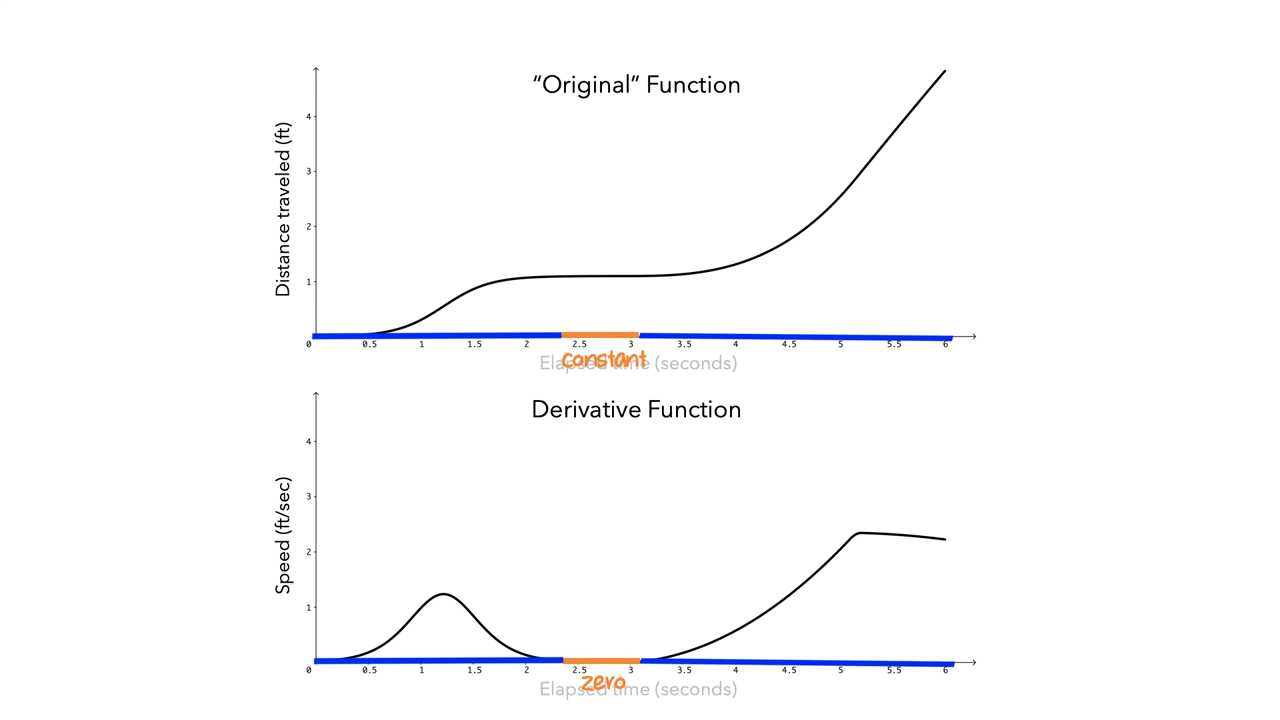 “Original” Function
Distance traveled (ft)
4
3
2
1
0 0.5 1 1.5 2 2.5 3 3.5 4 4.5 5 5.5 6
constant
Elapsed time (seconds)
Derivative Function
Speed (ft/sec)
4
3
2
1
0 0.5 1 1.5 2 2.5 3 3.5 4 4.5 5 5.5 6
zero
Elapsed time (seconds)